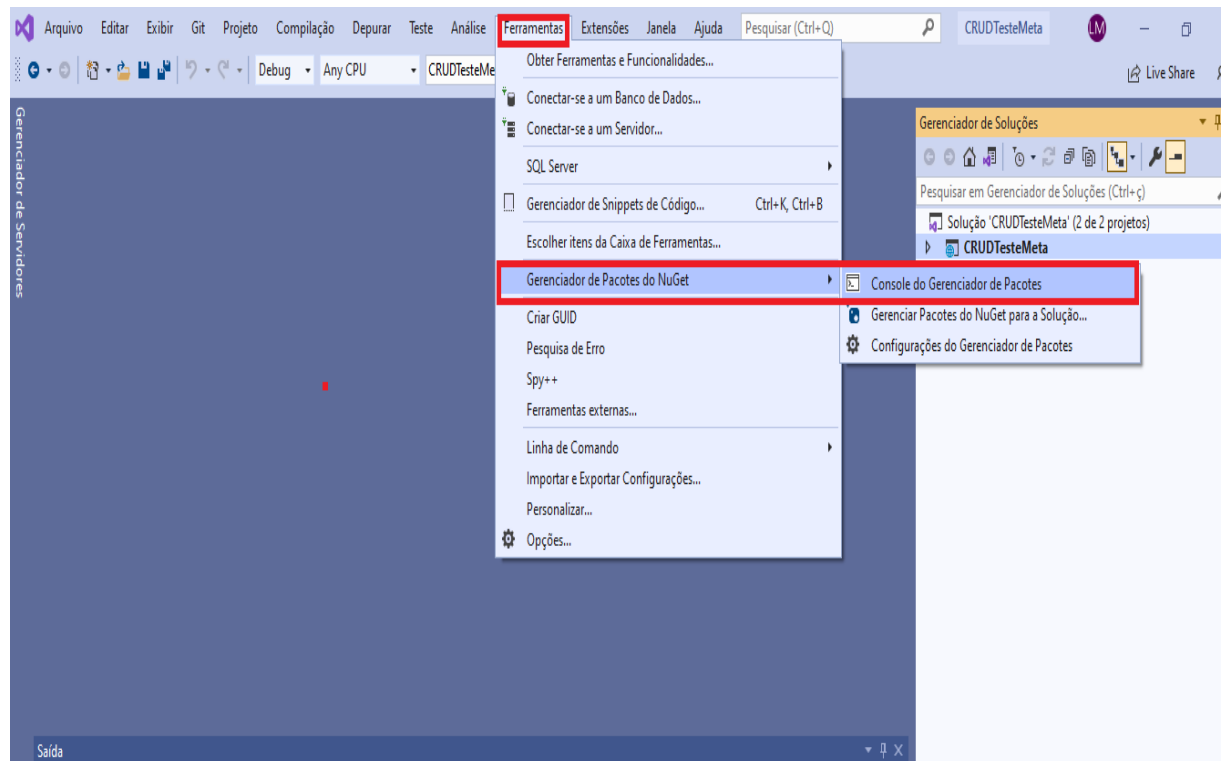 Arquivo Editar Exibir Git Projeto Compilação Depurar Teste Análise Ferramentas Extensões Janela Ajuda Pesquisar (Ctrl+Q) CRUDTesteMeta LM
Debug Any CPU CRUDTesteMe Live Share
Gerenciador de Servidores
Obter Ferramentas e Funcionalidades...
Conectar-se a um Banco de Dados...
Conectar-se a um Servidor...
SQL Server
Gerenciador de Snippets de Código... Ctrl+K, Ctrl+B
Escolher itens da Caixa de Ferramentas...
Gerenciador de Pacotes do NuGet
Criar GUID
Pesquisa de Erro
Spy++
Ferramentas externas...
Linha de Comando
Importar e Exportar Configurações...
Personalizar...
Opções...
Console do Gerenciador de Pacotes
Gerenciar Pacotes do NuGet para a Solução...
Configurações do Gerenciador de Pacotes
Gerenciador de Soluções
Pesquisar em Gerenciador de Soluções (Ctrl+ç)
Solução 'CRUDTesteMeta' (2 de 2 projetos)
CRUDTesteMeta
Saída